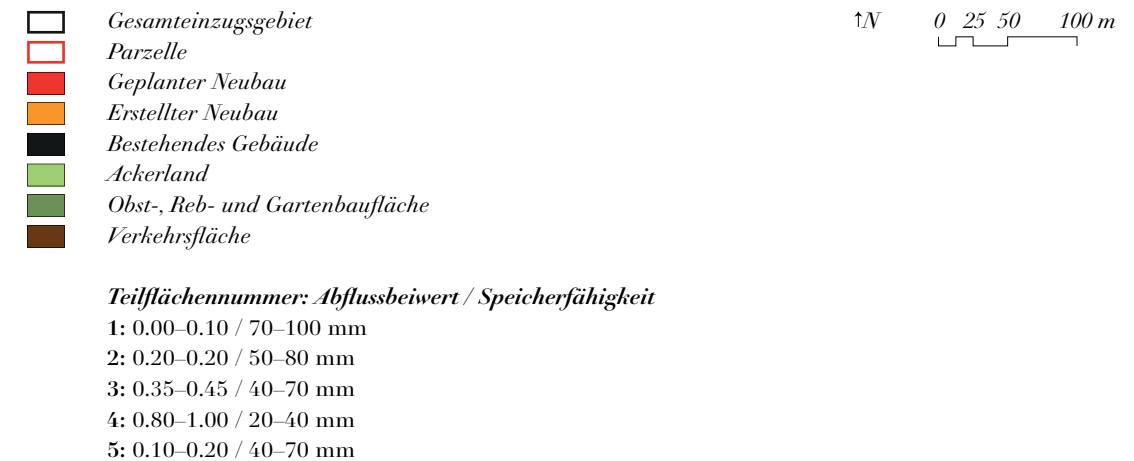 Gesamteinzugsgebiet
Parzelle
Geplanter Neubau
Erstellter Neubau
Bestehendes Gebäude
Ackerland
Obst-, Reb- und Gartenbaufläche
Verkehrsfläche
↑N
0 25 50 100 m
Teilflächennummer: Abflussbeiwert / Speicherfähigkeit
1: 0.00–0.10 / 70–100 mm
2: 0.20–0.20 / 50–80 mm
3: 0.35–0.45 / 40–70 mm
4: 0.80–1.00 / 20–40 mm
5: 0.10–0.20 / 40–70 mm